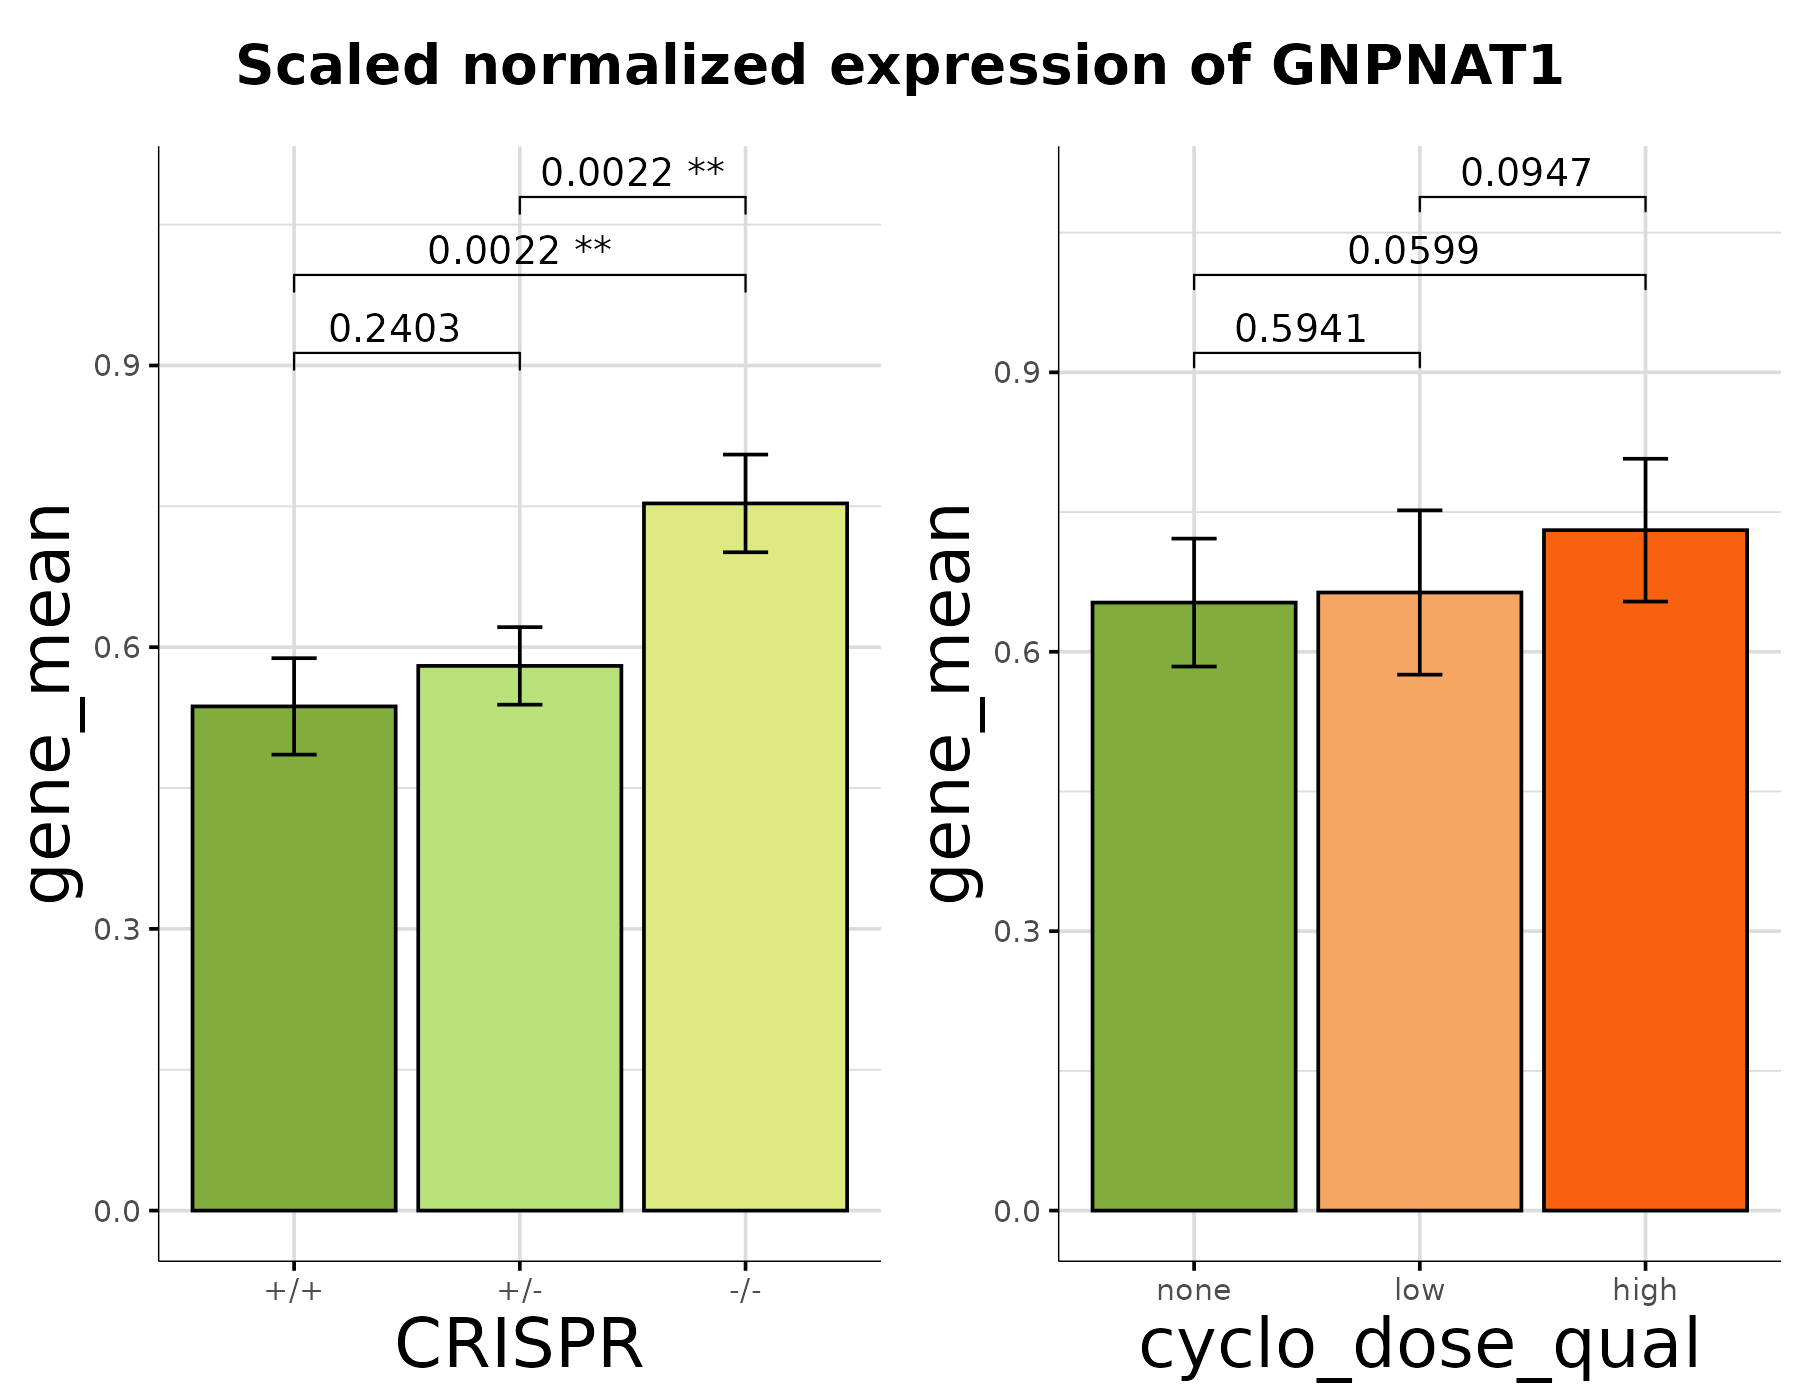 Scaled normalized expression of GNPNAT1
gene_mean
0.9
0.6
0.3
0.0
0.0022 **
0.0022 **
0.2403
+/+
+/-
-/-
CRISPR
gene_mean
0.9
0.6
0.3
0.0
0.0947
0.0599
0.5941
none
low
high
cyclo_dose_qual